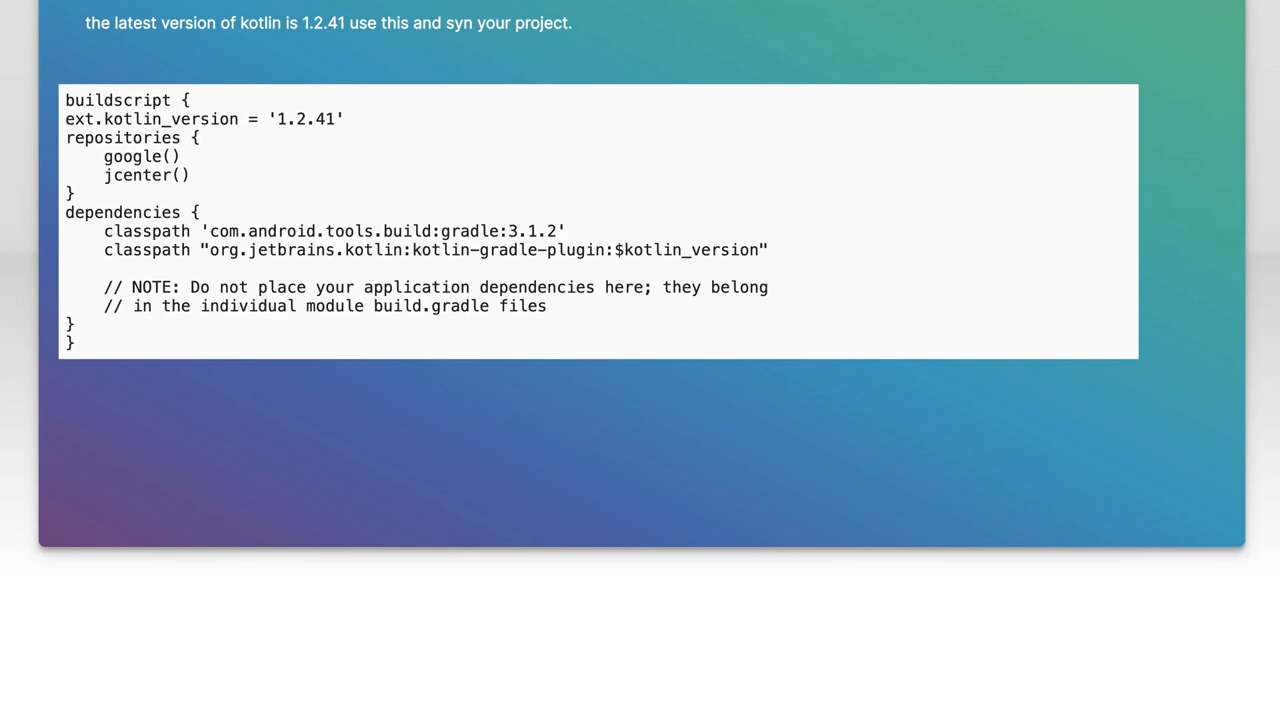 the latest version of kotlin is 1.2.41 use this and syn your project.
buildscript {
ext.kotlin_version = '1.2.41'
repositories {
    google()
    jcenter()
}
dependencies {
    classpath 'com.android.tools.build:gradle:3.1.2'
    classpath "org.jetbrains.kotlin:kotlin-gradle-plugin:$kotlin_version"

    // NOTE: Do not place your application dependencies here; they belong
    // in the individual module build.gradle files
}
}